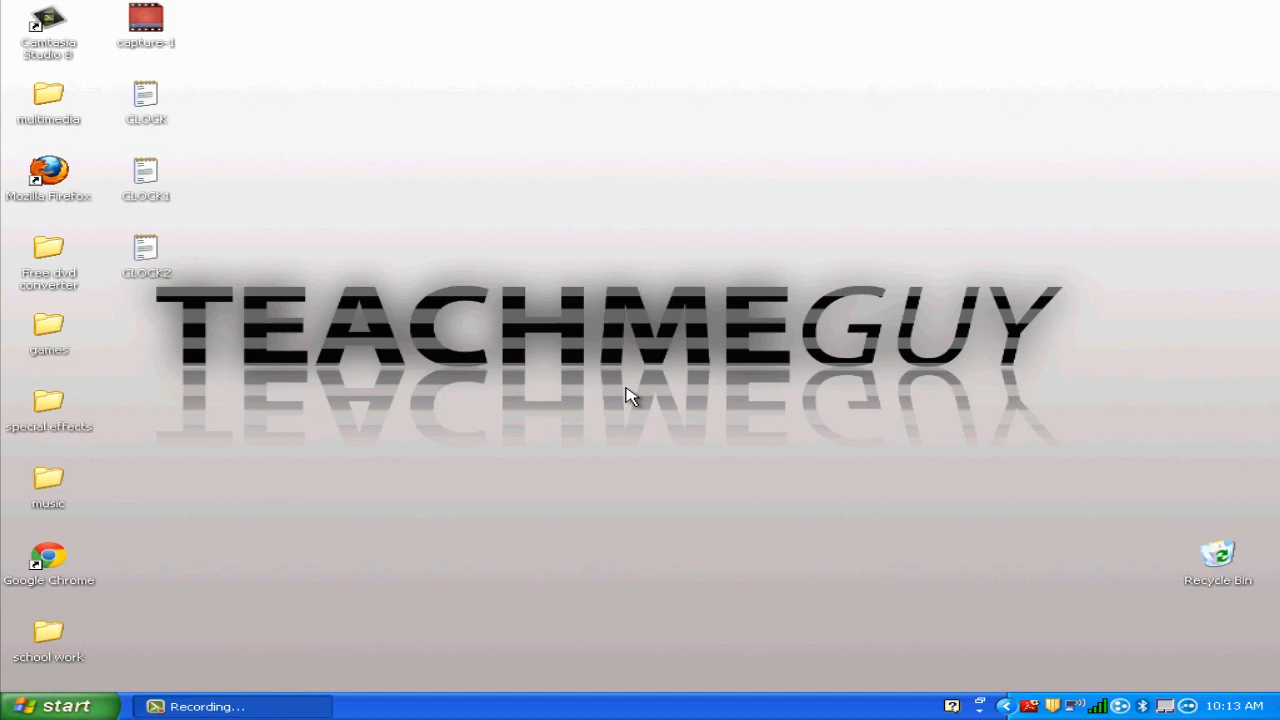 Camtasia
Studio 8
capture-1
multimedia
CLOCK
Mozilla Firefox
CLOCK1
Free dvd
converter
CLOCK2
TEACHMEGUY
games
special effects
music
Google Chrome
Recycle Bin
school work
start
Recording...
10:13 AM